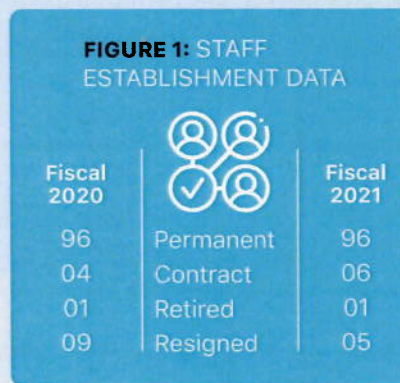 FIGURE 1: STAFF
ESTABLISHMENT DATA
Fiscal Fiscal
2020 2021
96 Permanent 96
04 Contract 06
01 Retired 01
09 Resigned 05